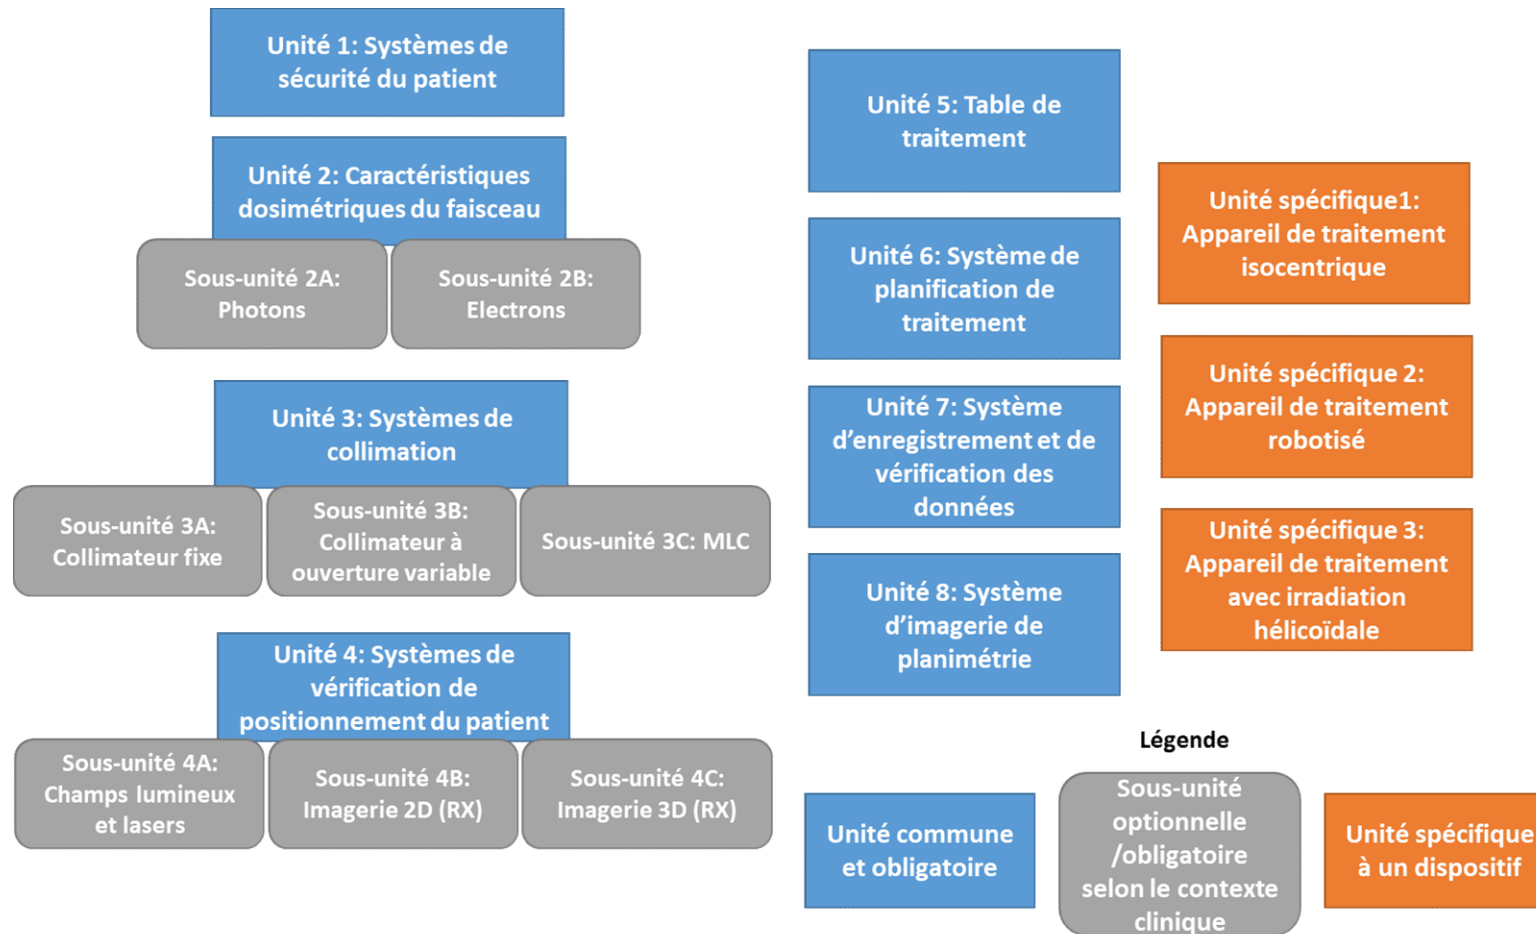 Unité 1: Systèmes de
sécurité du patient
Unité 2: Caractéristiques
dosimétriques du faisceau
Sous-unité 2A:
Photons
Sous-unité 2B:
Electrons
Unité 3: Systèmes de
collimation
Sous-unité 3A:
Collimateur fixe
Sous-unité 3B:
Collimateur à
ouverture variable
Sous-unité 3C: MLC
Unité 4: Systèmes de
vérification de
positionnement du patient
Sous-unité 4A:
Champs lumineux
et lasers
Sous-unité 4B:
Imagerie 2D (RX)
Sous-unité 4C:
Imagerie 3D (RX)
Unité 5: Table de
traitement
Unité 6: Système de
planification de
traitement
Unité 7: Système
d’enregistrement et de
vérification des
données
Unité 8: Système
d’imagerie de
planimétrie
Unité spécifique1:
Appareil de traitement
isocentrique
Unité spécifique 2:
Appareil de traitement
robotisé
Unité spécifique 3:
Appareil de traitement
avec irradiation
hélicoïdale
Légende
Unité commune
et obligatoire
Sous-unité
optionnelle
/obligatoire
selon le contexte
clinique
Unité spécifique
à un dispositif